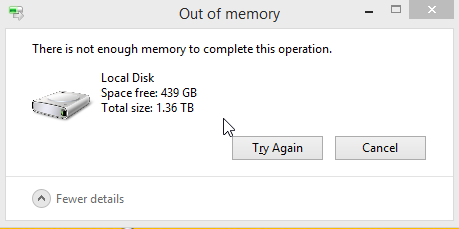 Out of memory
There is not enough memory to complete this operation.
Local Disk
Space free: 439 GB
Total size: 1.36 TB
Try Again
Cancel
Fewer details